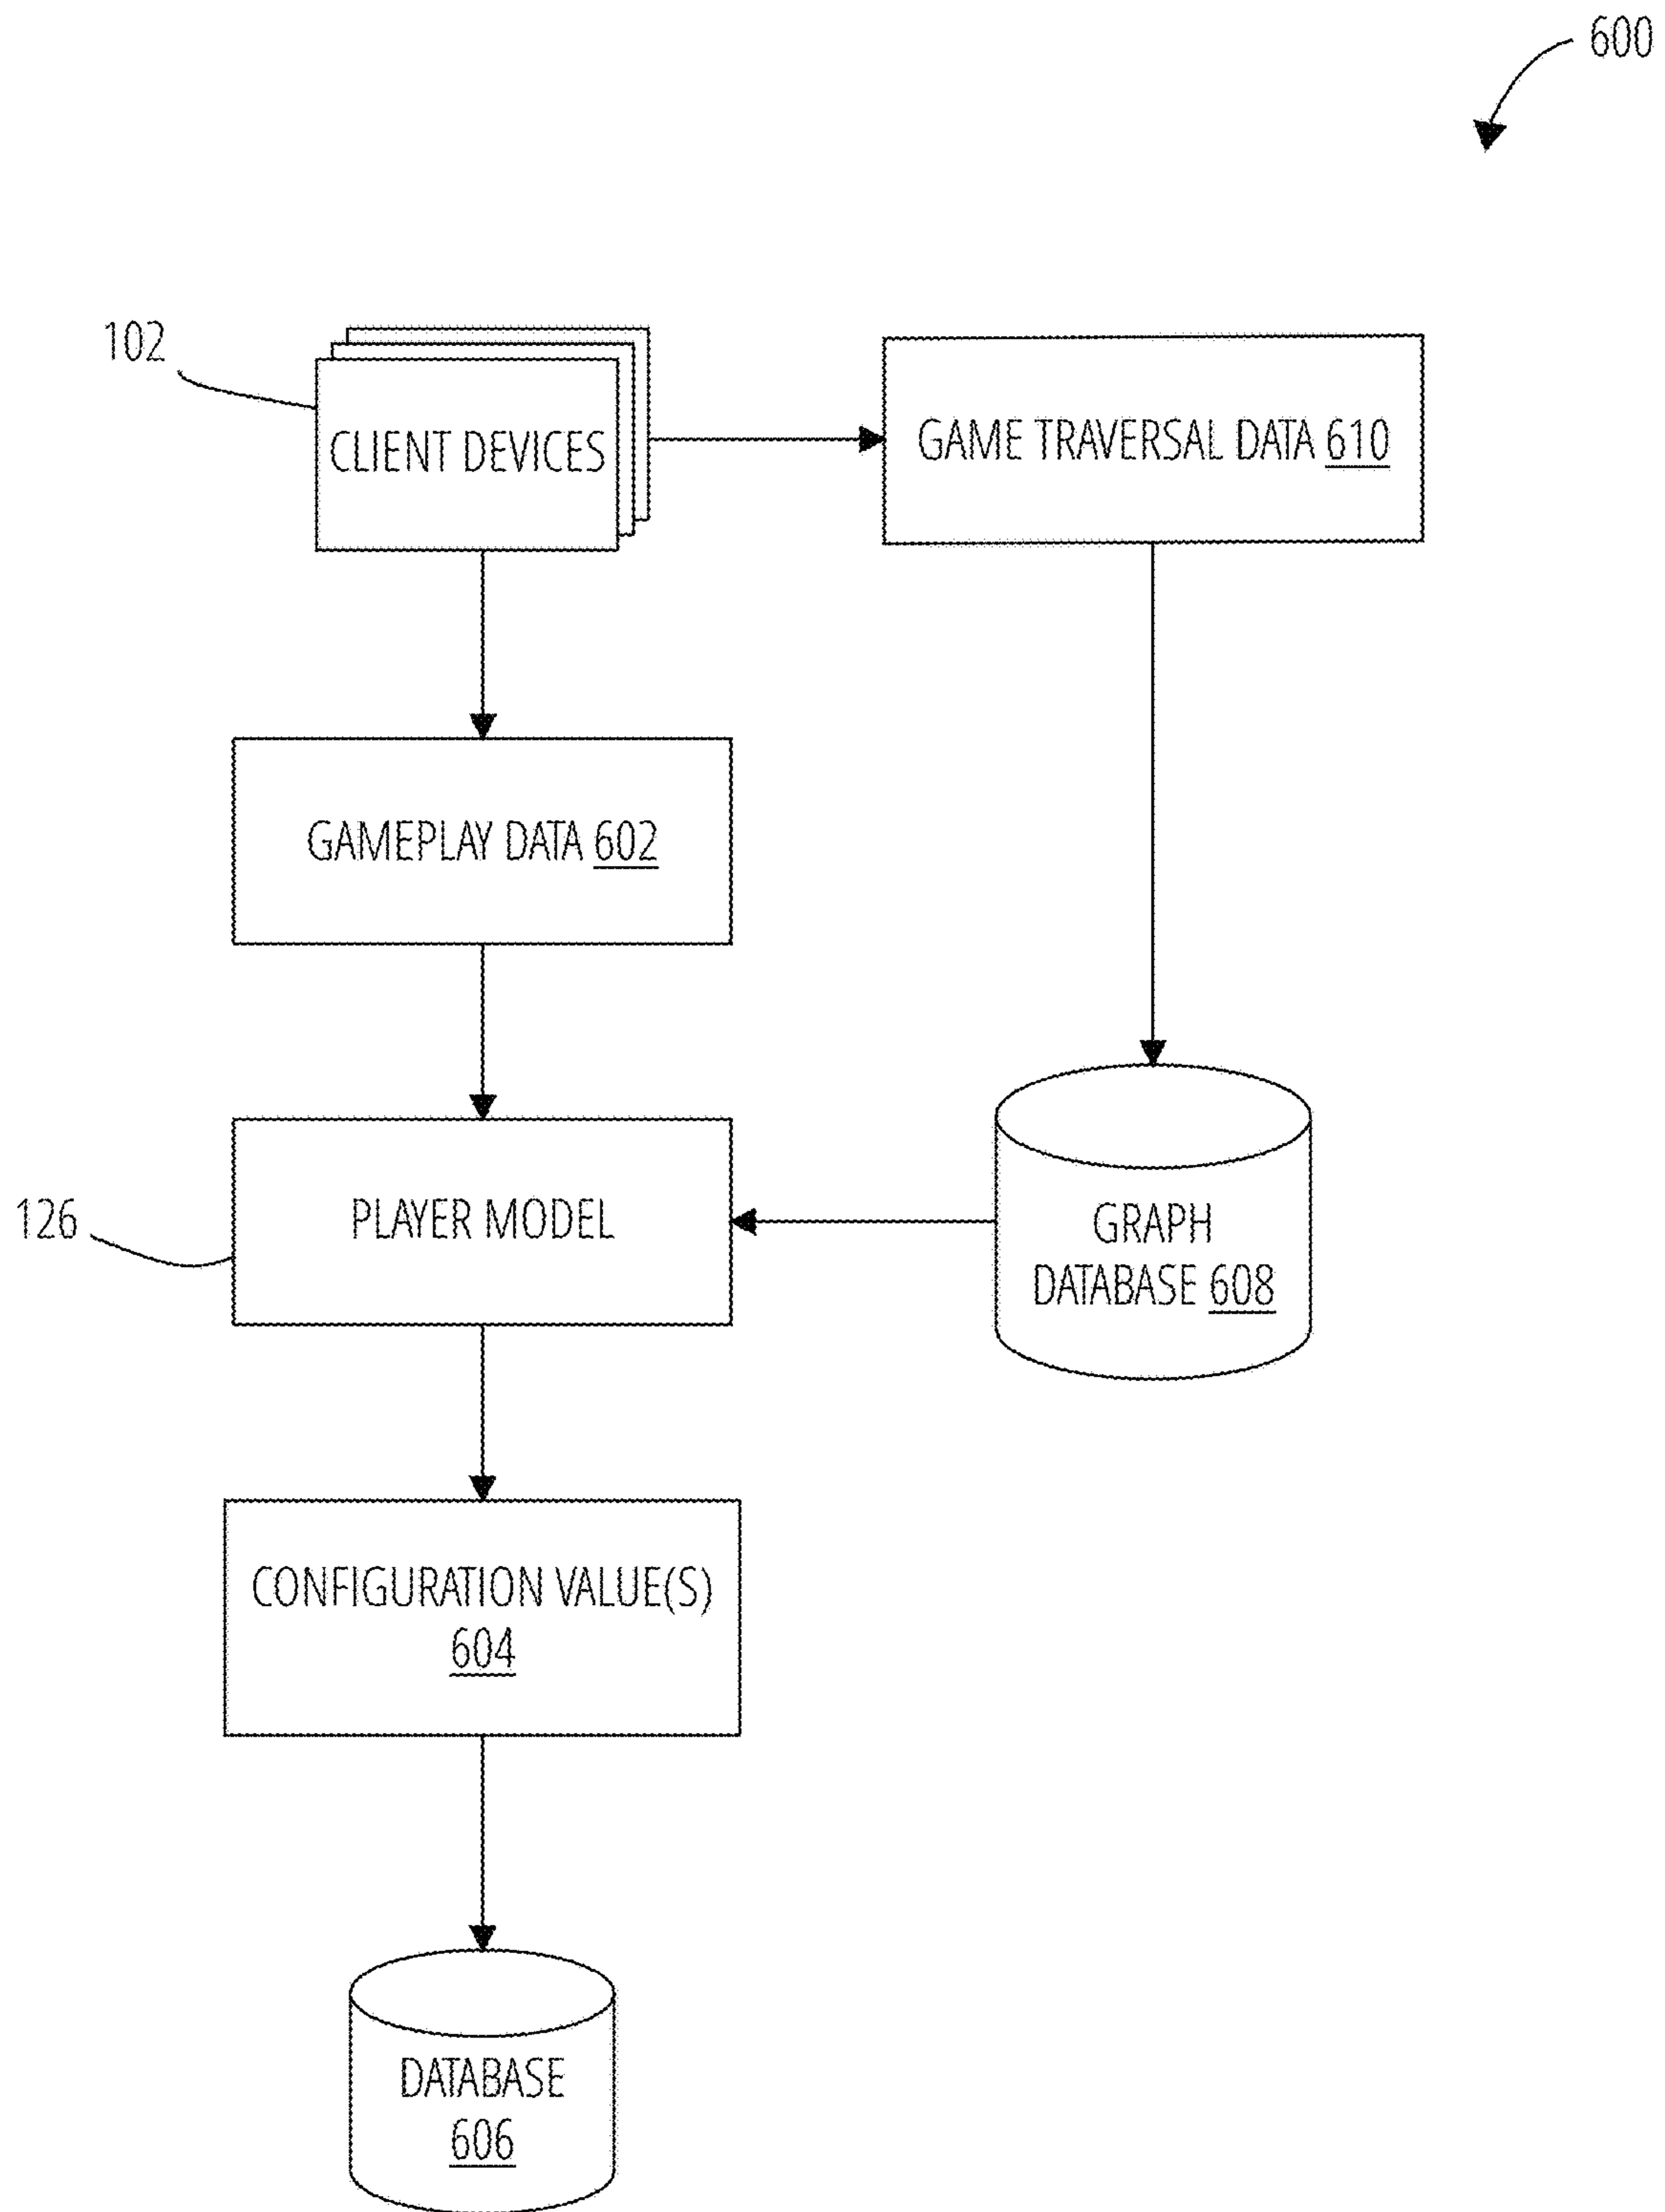 600
102
CLIENT DEVICES
GAME TRAVERSAL DATA 610
GAMEPLAY DATA 602
126
PLAYER MODEL
GRAPH
DATABASE 608
CONFIGURATION VALUE(S)
604
DATABASE
606